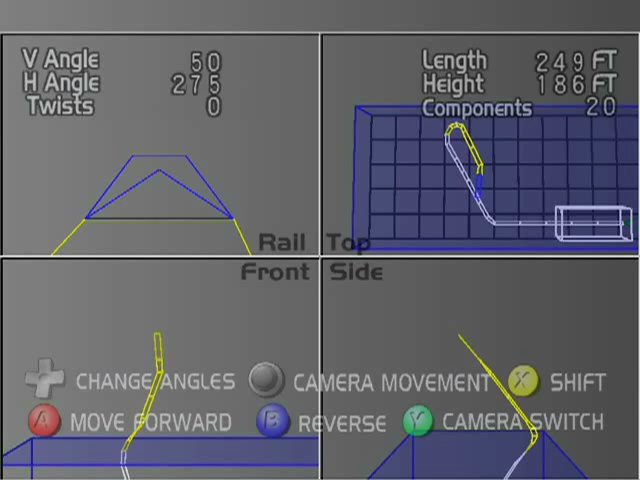 V Angle 50
H Angle 275
Twists 0
Length 249 FT
Height 186 FT
Components 20
Rail Top
Front Side
CHANGE ANGLES CAMERA MOVEMENT X SHIFT
A MOVE FORWARD B REVERSE Y CAMERA SWITCH